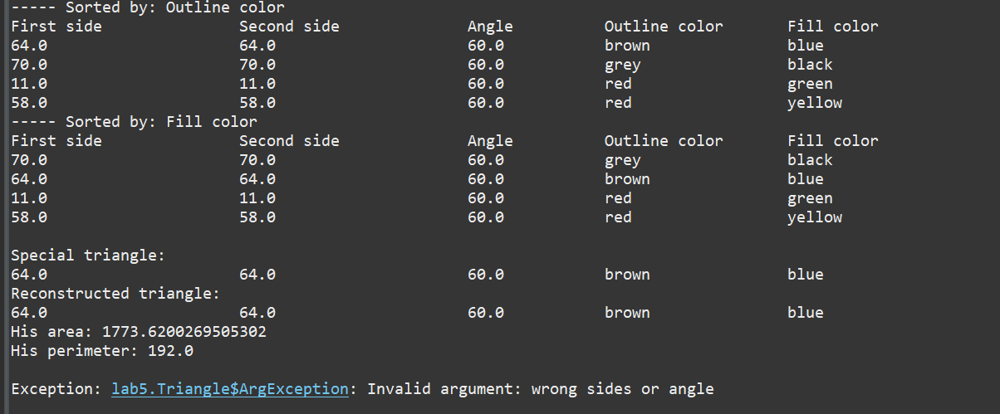 ----- Sorted by: Outline color
First side Second side Angle Outline color Fill color
64.0 64.0 60.0 brown blue
70.0 70.0 60.0 grey black
11.0 11.0 60.0 red green
58.0 58.0 60.0 red yellow
----- Sorted by: Fill color
First side Second side Angle Outline color Fill color
70.0 70.0 60.0 grey black
64.0 64.0 60.0 brown blue
11.0 11.0 60.0 red green
58.0 58.0 60.0 red yellow
Special triangle:
64.0 64.0 60.0 brown blue
Reconstructed triangle:
64.0 64.0 60.0 brown blue
His area: 1773.6200269505302
His perimeter: 192.0
Exception: lab5.Triangle$ArgException: Invalid argument: wrong sides or angle